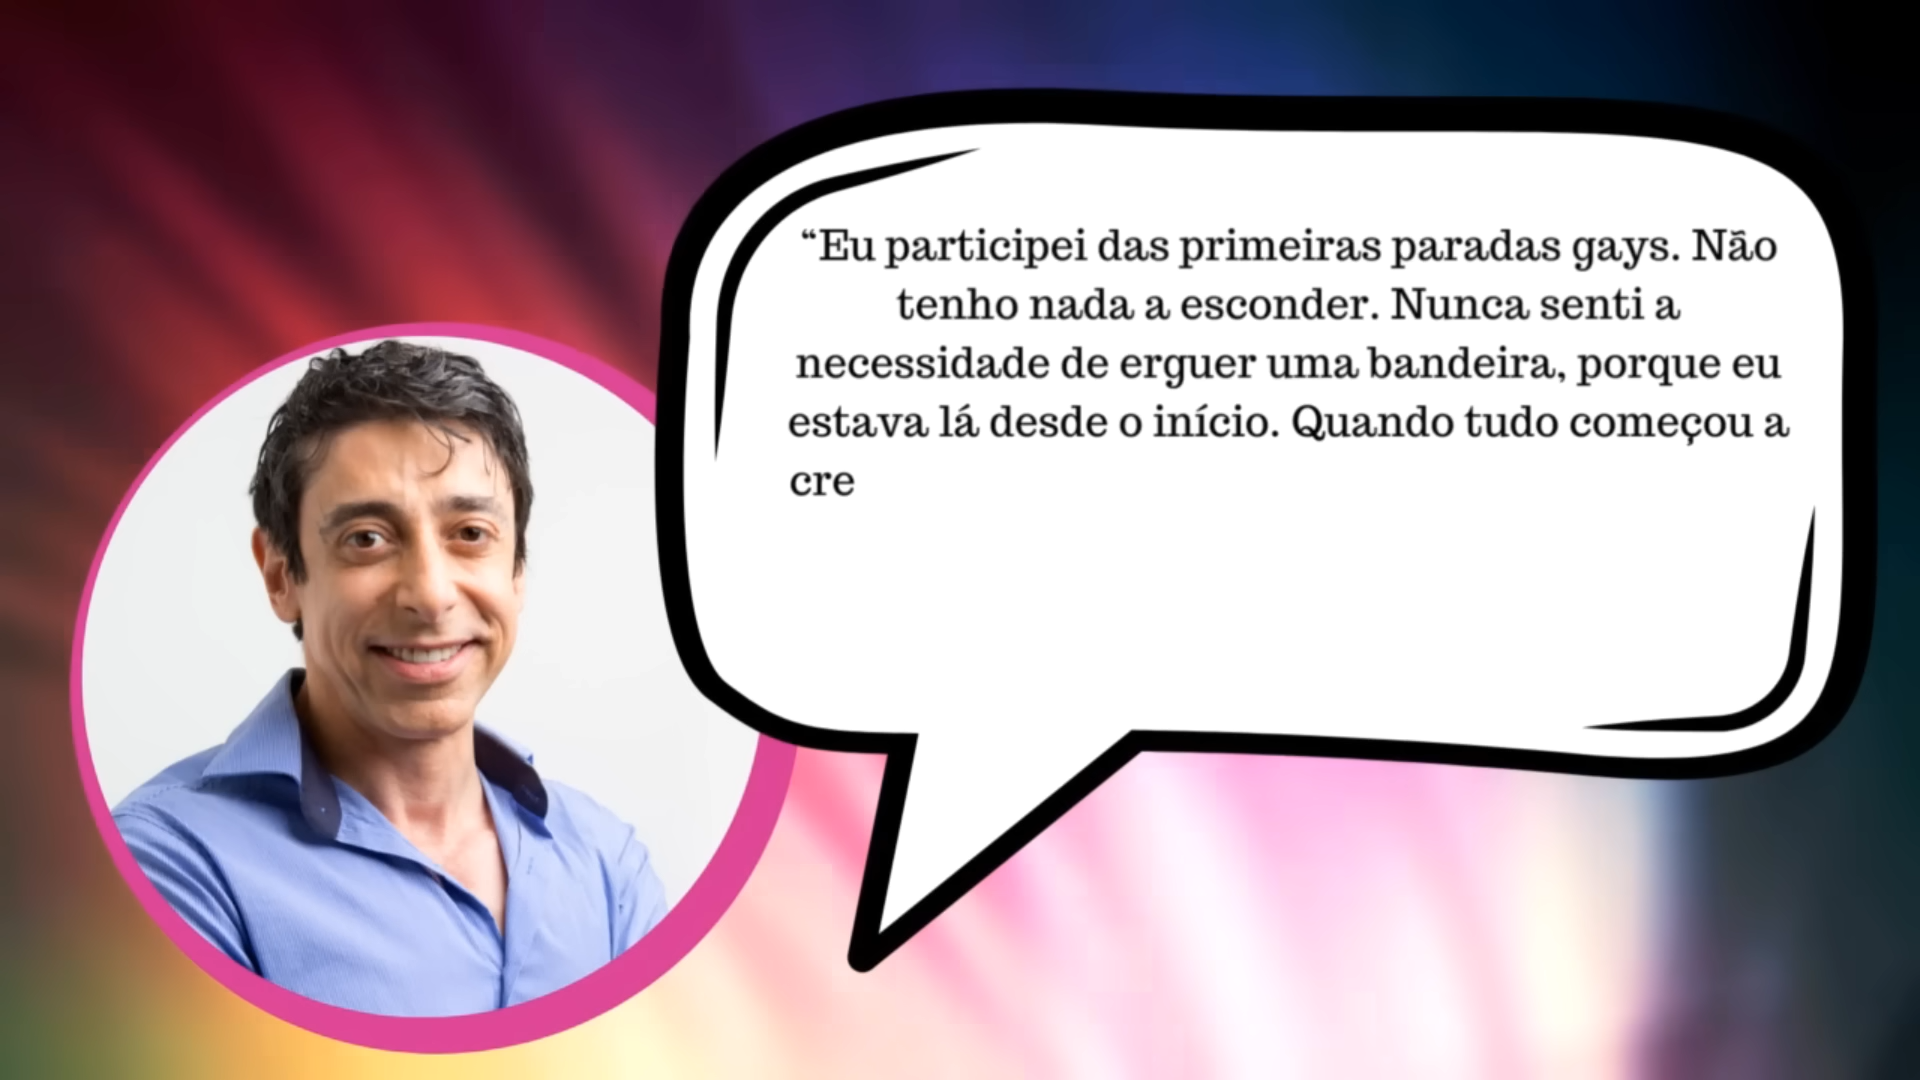 “Eu participei das primeiras paradas gays. Não
tenho nada a esconder. Nunca senti a
necessidade de erguer uma bandeira, porque eu
estava lá desde o início. Quando tudo começou a
cre